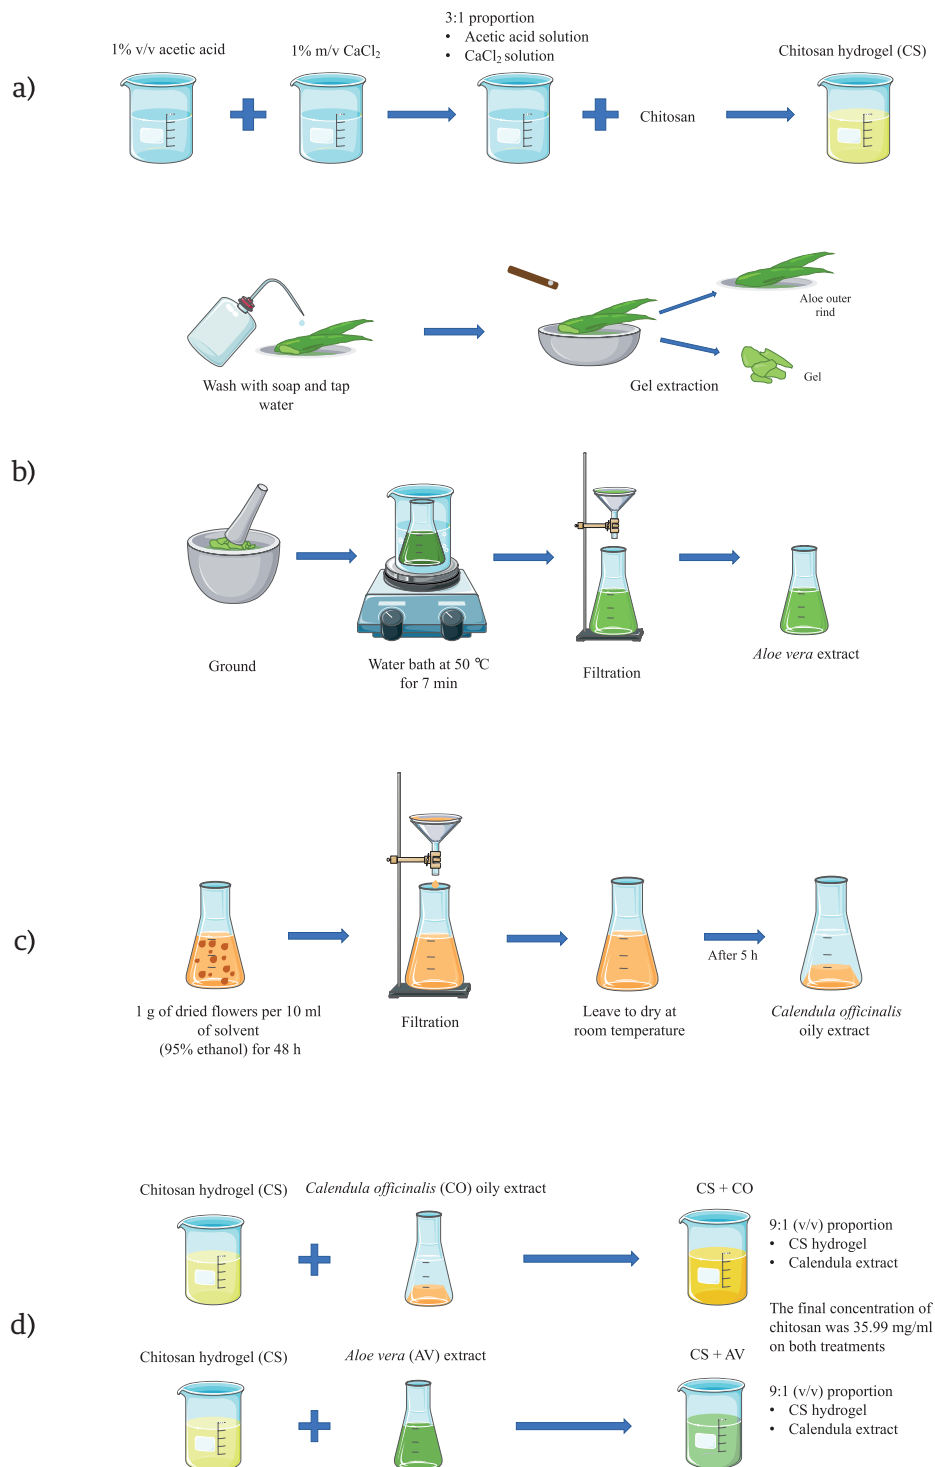 a)
1% v/v acetic acid
1% m/v CaCl₂
3:1 proportion
• Acetic acid solution
• CaCl₂ solution
Chitosan
Chitosan hydrogel (CS)
b)
Wash with soap and tap
water
Gel extraction
Aloe outer
rind
Gel
Ground
Water bath at 50 ℃
for 7 min
Filtration
Aloe vera extract
c)
1 g of dried flowers per 10 ml
of solvent
(95% ethanol) for 48 h
Filtration
Leave to dry at
room temperature
After 5 h
Calendula officinalis
oily extract
d)
Chitosan hydrogel (CS)
Calendula officinalis (CO) oily extract
CS + CO
9:1 (v/v) proportion
• CS hydrogel
• Calendula extract
The final concentration of
chitosan was 35.99 mg/ml
on both treatments
Chitosan hydrogel (CS)
Aloe vera (AV) extract
CS + AV
9:1 (v/v) proportion
• CS hydrogel
• Calendula extract